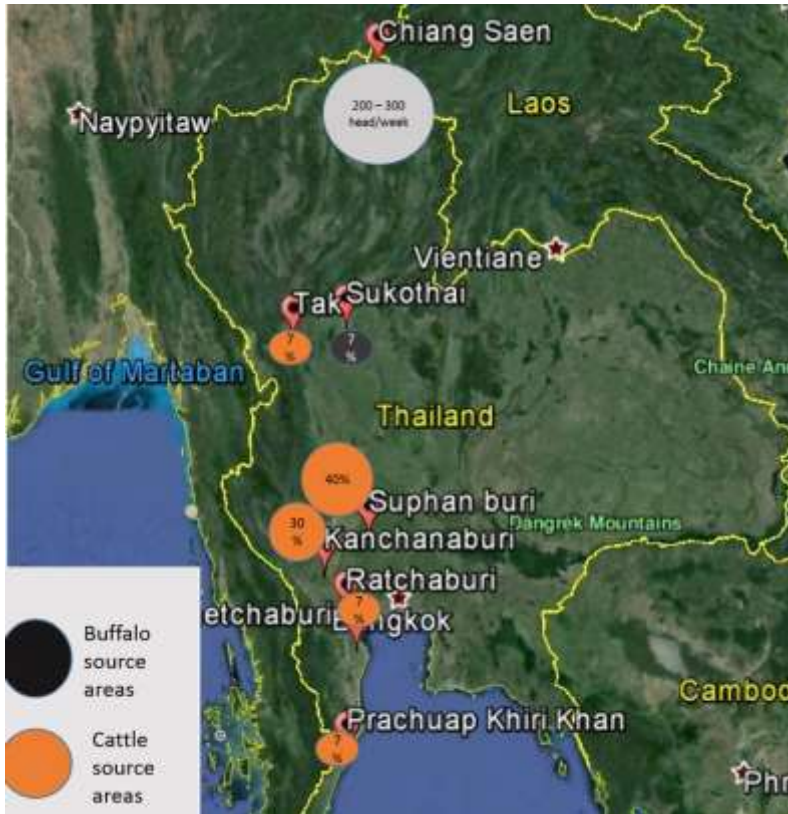 Chiang Saen
200 – 300
head/week
Laos
Naypyitaw
Vientiane
Tak
Sukothai
7
%
7
%
Gulf of Martaban
Chaine An
Thailand
40%
Suphan buri
30
%
Dangrek Mountains
Kanchanaburi
Ratchaburi
7
%
etchaburi
Bangkok
Buffalo
source
areas
Cambod
Prachuap Khiri Khan
7
%
Cattle
source
areas
Phn